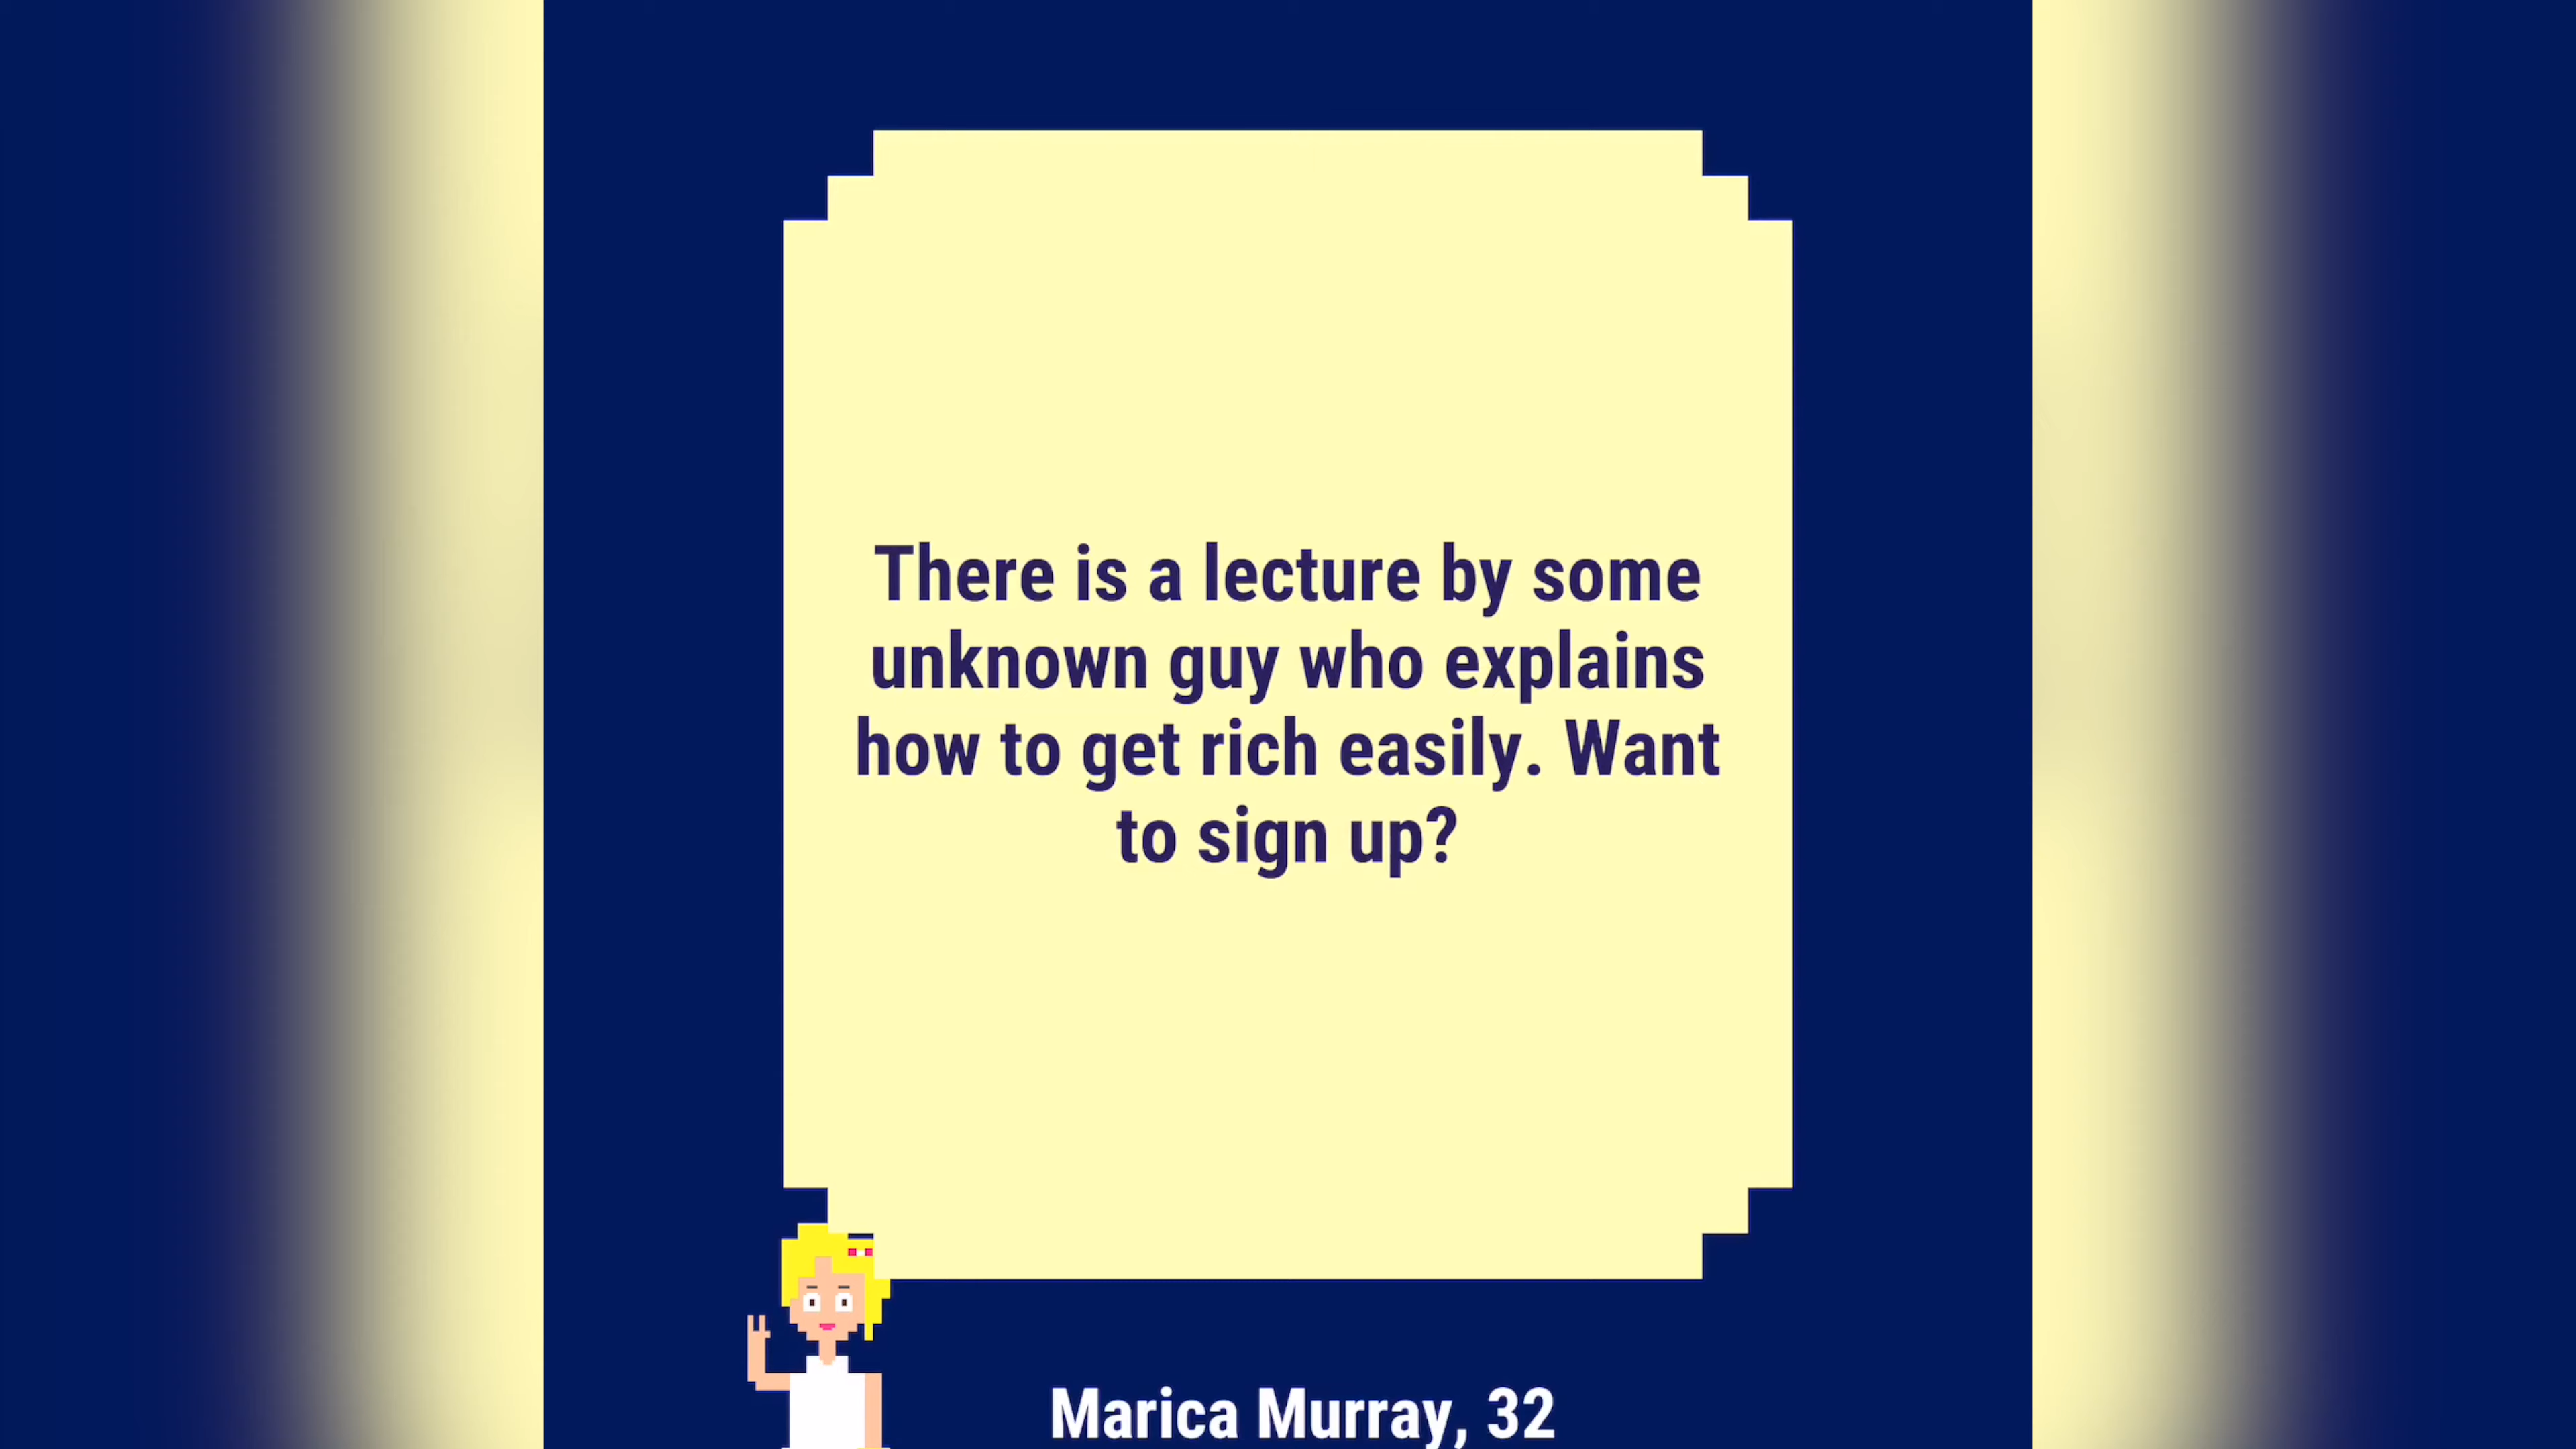 There is a lecture by some
unknown guy who explains
how to get rich easily. Want
to sign up?
Marica Murray, 32